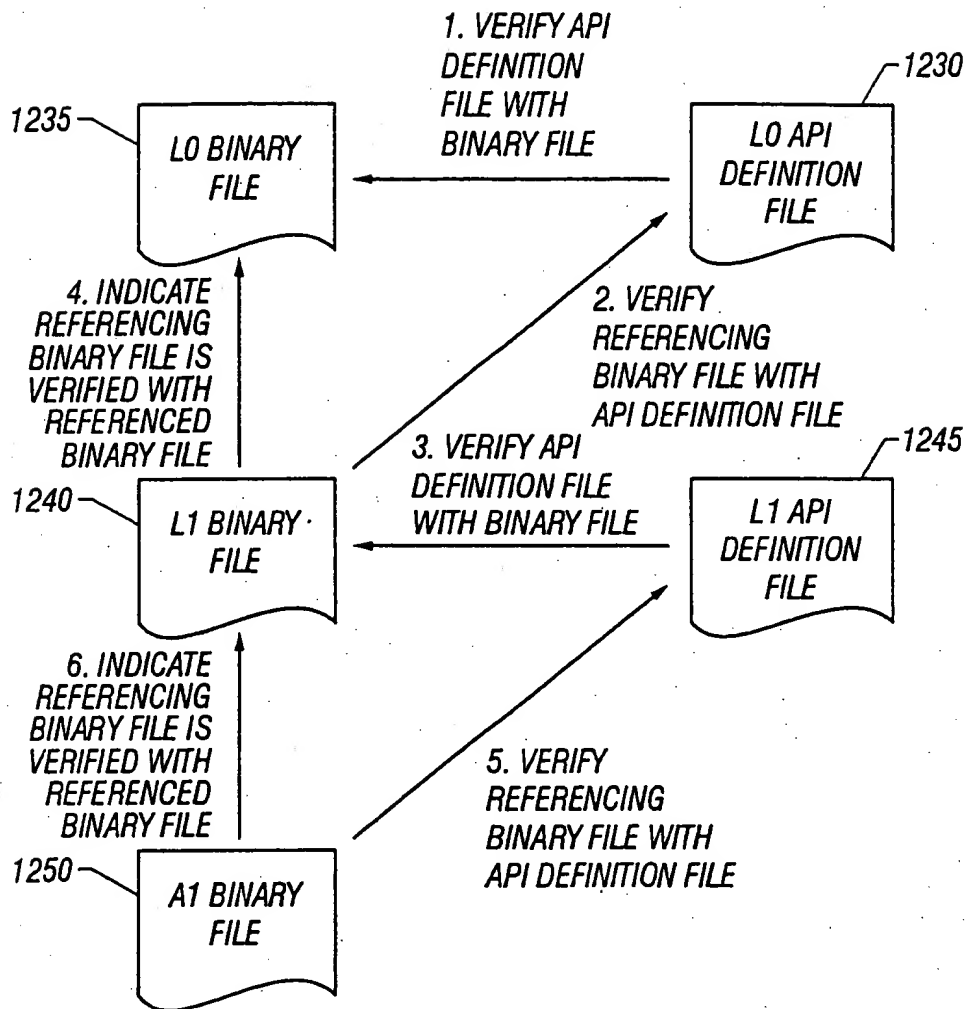 1. VERIFY API
DEFINITION
FILE WITH
BINARY FILE
1230
1235
L0 BINARY
FILE
L0 API
DEFINITION
FILE
4. INDICATE
REFERENCING
BINARY FILE IS
VERIFIED WITH
REFERENCED
BINARY FILE
2. VERIFY
REFERENCING
BINARY FILE WITH
API DEFINITION FILE
3. VERIFY API
DEFINITION FILE
WITH BINARY FILE
1245
1240
L1 BINARY
FILE
L1 API
DEFINITION
FILE
6. INDICATE
REFERENCING
BINARY FILE IS
VERIFIED WITH
REFERENCED
BINARY FILE
5. VERIFY
REFERENCING
BINARY FILE WITH
API DEFINITION FILE
1250
A1 BINARY
FILE